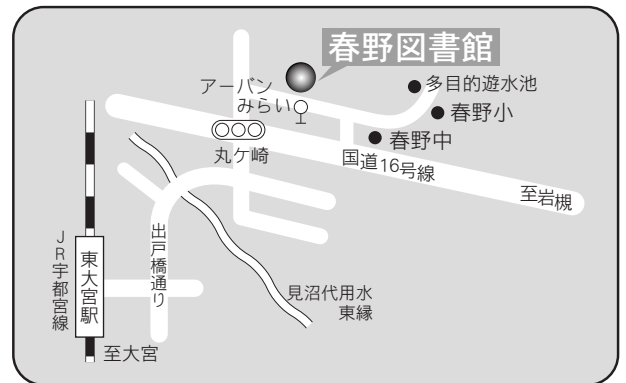 春野図書館
アーバン
みらい
多目的遊水池
春野小
春野中
丸ケ崎
国道16号線
至岩槻
出戸橋通り
JR宇都宮線
東大宮駅
見沼代用水
東縁
至大宮